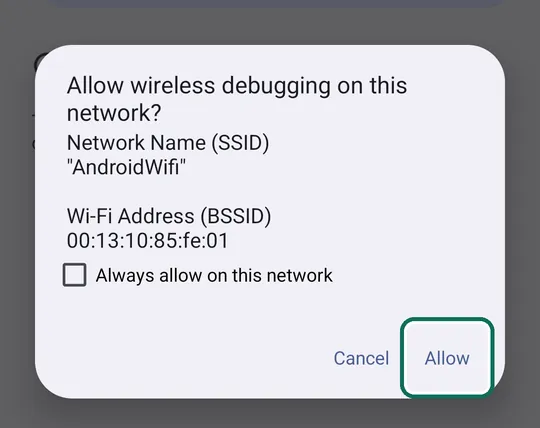 Allow wireless debugging on this
network?
Network Name (SSID)
"AndroidWifi"
Wi-Fi Address (BSSID)
00:13:10:85:fe:01
Always allow on this network
Cancel Allow